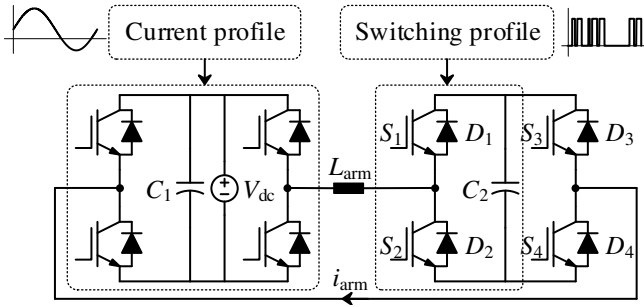 Current profile
Switching profile
S1 D1 S3 D3
C1 Vdc Larm C2
S2 D2 S4 D4
iarm